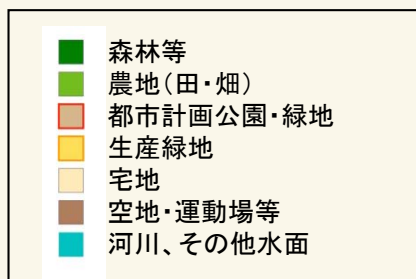 森林等
農地(田・畑)
都市計画公園・緑地
生産緑地
宅地
空地・運動場等
河川、その他水面